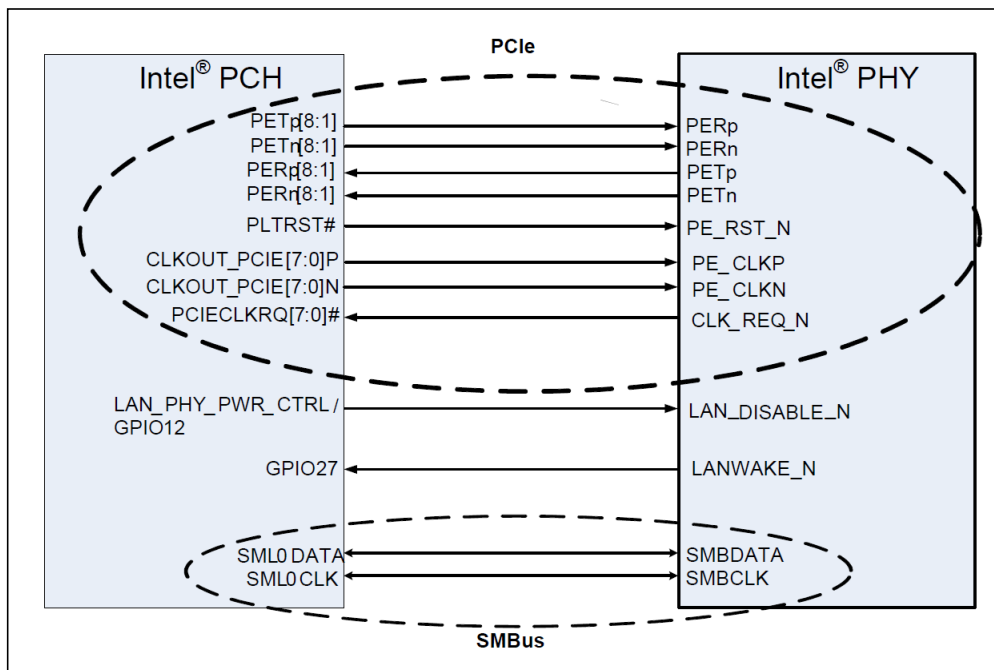 PCIe
Intel® PCH
Intel® PHY
PETp[8:1]
PERp
PETn[8:1]
PERn
PERp[8:1]
PETp
PERn[8:1]
PETn
PLTRST#
PE_RST_N
CLKOUT_PCIE[7:0]P
PE_CLKP
CLKOUT_PCIE[7:0]N
PE_CLKN
PCIECLKRQ[7:0]#
CLK_REQ_N
LAN_PHY_PWR_CTRL /
GPIO12
LAN_DISABLE_N
GPIO27
LANWAKE_N
SML0 DATA
SMBDATA
SML0 CLK
SMBCLK
SMBus